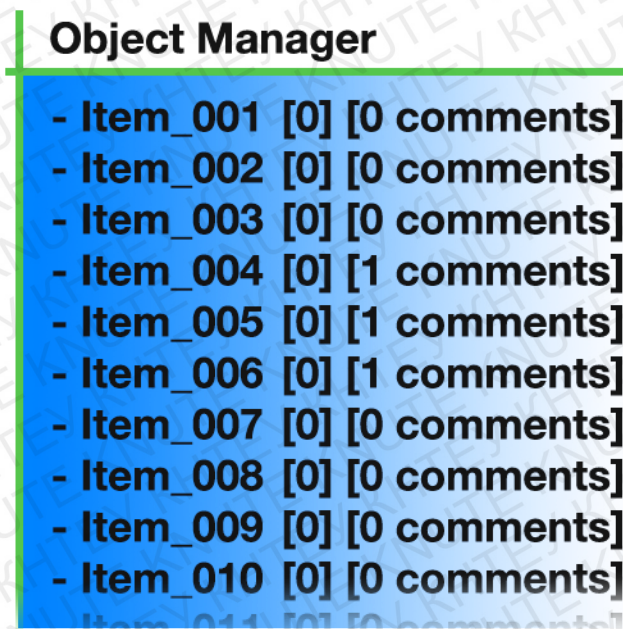 Object Manager
- Item_001 [0] [0 comments]
- Item_002 [0] [0 comments]
- Item_003 [0] [0 comments]
- Item_004 [0] [1 comments]
- Item_005 [0] [1 comments]
- Item_006 [0] [1 comments]
- Item_007 [0] [0 comments]
- Item_008 [0] [0 comments]
- Item_009 [0] [0 comments]
- Item_010 [0] [0 comments]
KNUTE КНТЕУ